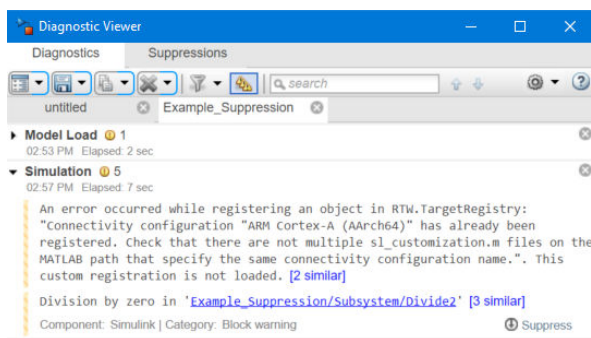 Diagnostic Viewer
Diagnostics Suppressions
search
untitled Example_Suppression
Model Load 1
02:53 PM Elapsed: 2 sec
Simulation 5
02:57 PM Elapsed: 7 sec
An error occurred while registering an object in RTW.TargetRegistry:
"Connectivity configuration "ARM Cortex-A (AArch64)" has already been
registered. Check that there are not multiple sl_customization.m files on the
MATLAB path that specify the same connectivity configuration name.". This
custom registration is not loaded. [2 similar]
Division by zero in 'Example_Suppression/Subsystem/Divide2' [3 similar]
Component: Simulink | Category: Block warning Suppress